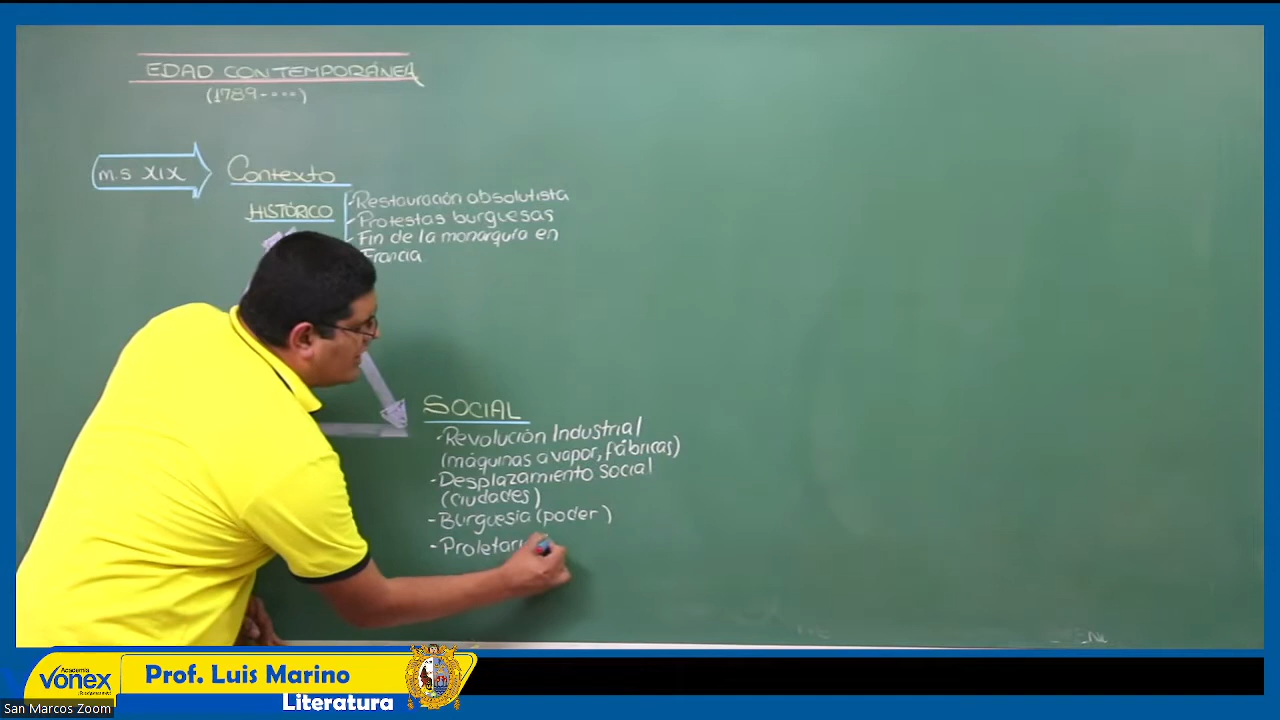 EDAD CONTEMPORÁNEA
(1789----)
m.s XIX
Contexto
HISTÓRICO
- Restauración absolutista
- Protestas burguesas
- Fin de la monarquía en
Francia
SOCIAL
- Revolución Industrial
(máquinas a vapor, fábricas)
- Desplazamiento social
(ciudades)
- Burguesía (poder)
- Proletar
Academia
vonex
Prof. Luis Marino
Literatura
San Marcos Zoom